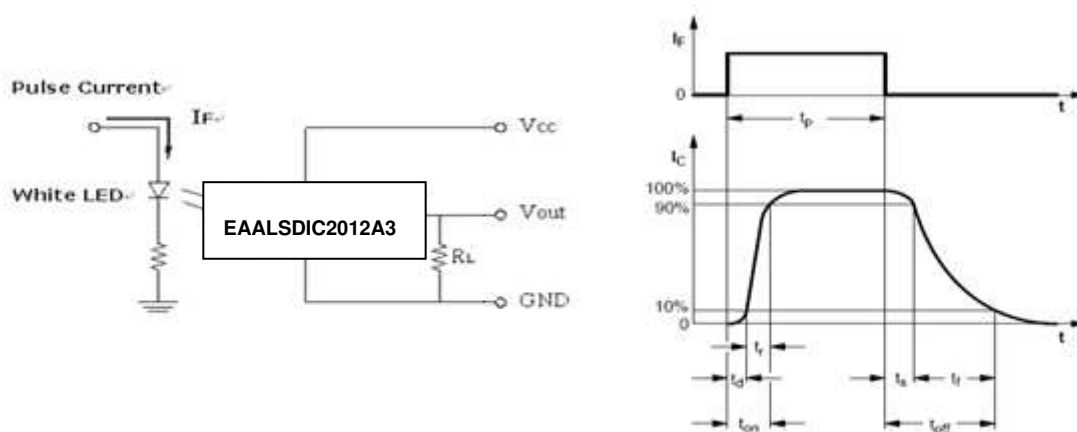 Pulse Current
IF
White LED
EAALSDIC2012A3
Vcc
Vout
RL
GND
IF
0
tp
t
IC
100%
90%
10%
0
t
tr
td
ts
tf
ton
toff